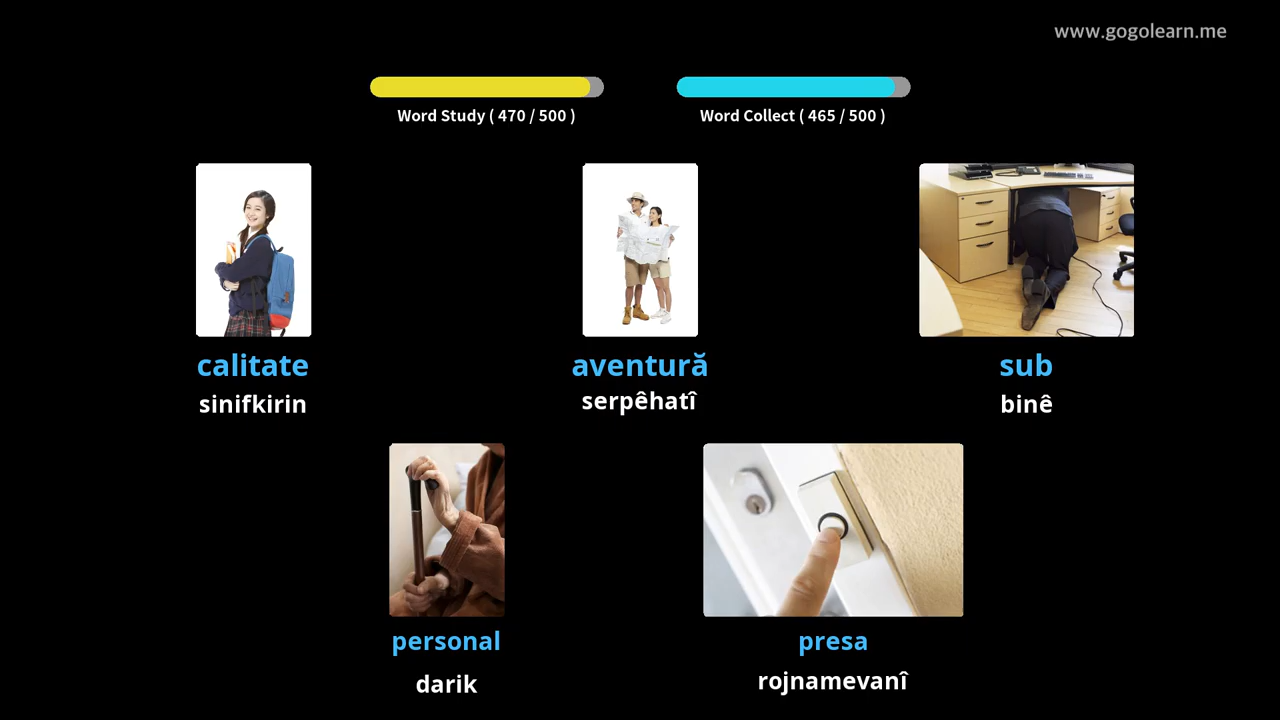 www.gogolearn.me
Word Study ( 470 / 500 )
Word Collect ( 465 / 500 )
calitate
sinifkirin
aventură
serpêhatî
sub
binê
personal
darik
presa
rojnamevanî